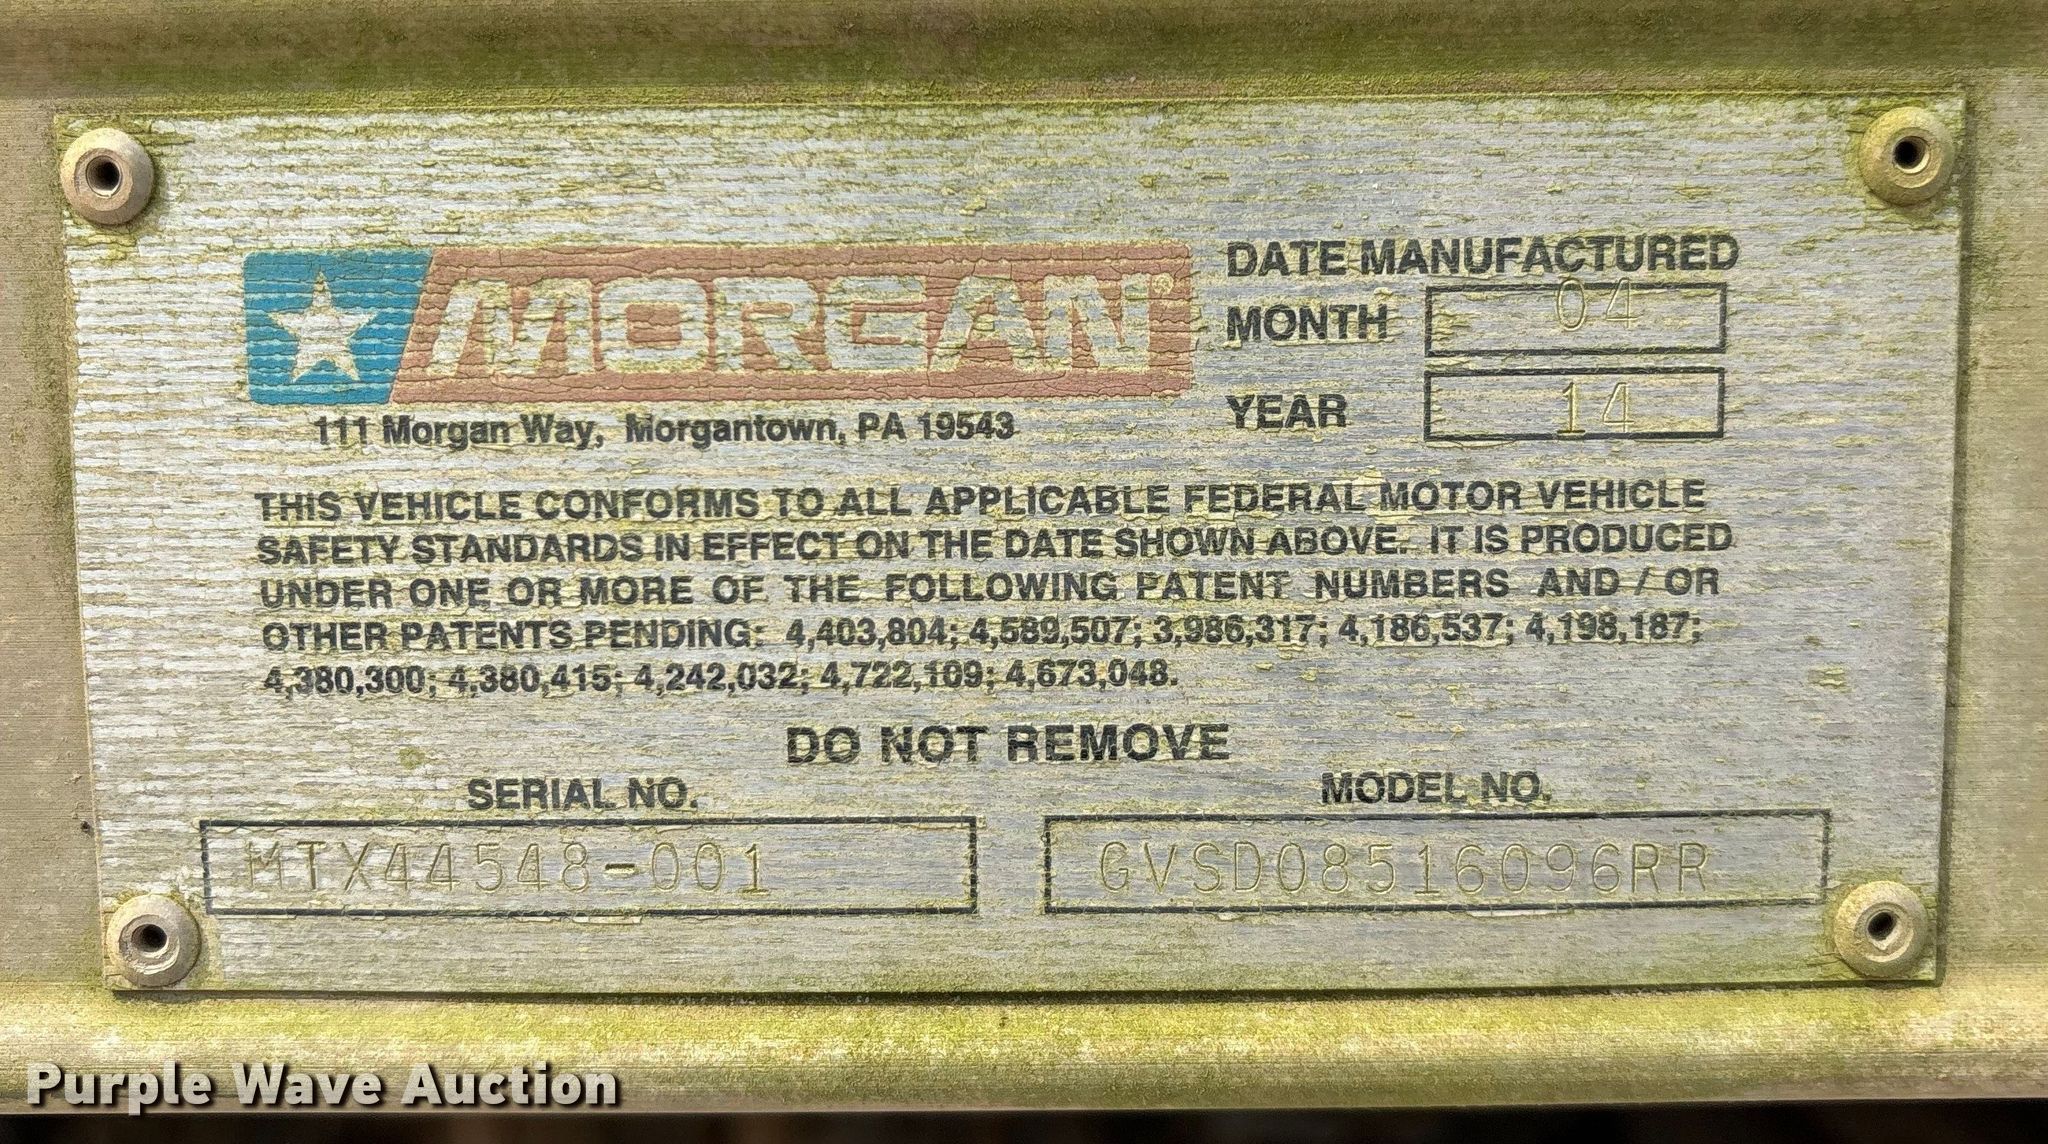 MORGAN®
111 Morgan Way, Morgantown, PA 19543
DATE MANUFACTURED
MONTH 04
YEAR 14
THIS VEHICLE CONFORMS TO ALL APPLICABLE FEDERAL MOTOR VEHICLE
SAFETY STANDARDS IN EFFECT ON THE DATE SHOWN ABOVE. IT IS PRODUCED
UNDER ONE OR MORE OF THE FOLLOWING PATENT NUMBERS AND / OR
OTHER PATENTS PENDING: 4,403,804; 4,589,507; 3,986,317; 4,186,537; 4,198,187;
4,380,300; 4,380,415; 4,242,032; 4,722,109; 4,673,048.
DO NOT REMOVE
SERIAL NO. MODEL NO.
MTX44548-001 GVSD08516096RR
Purple Wave Auction